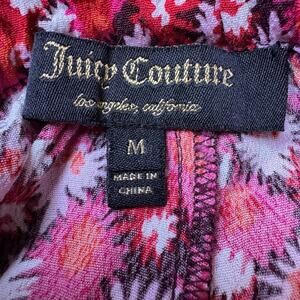 Juicy Couture
los angeles, california
M
MADE IN
CHINA